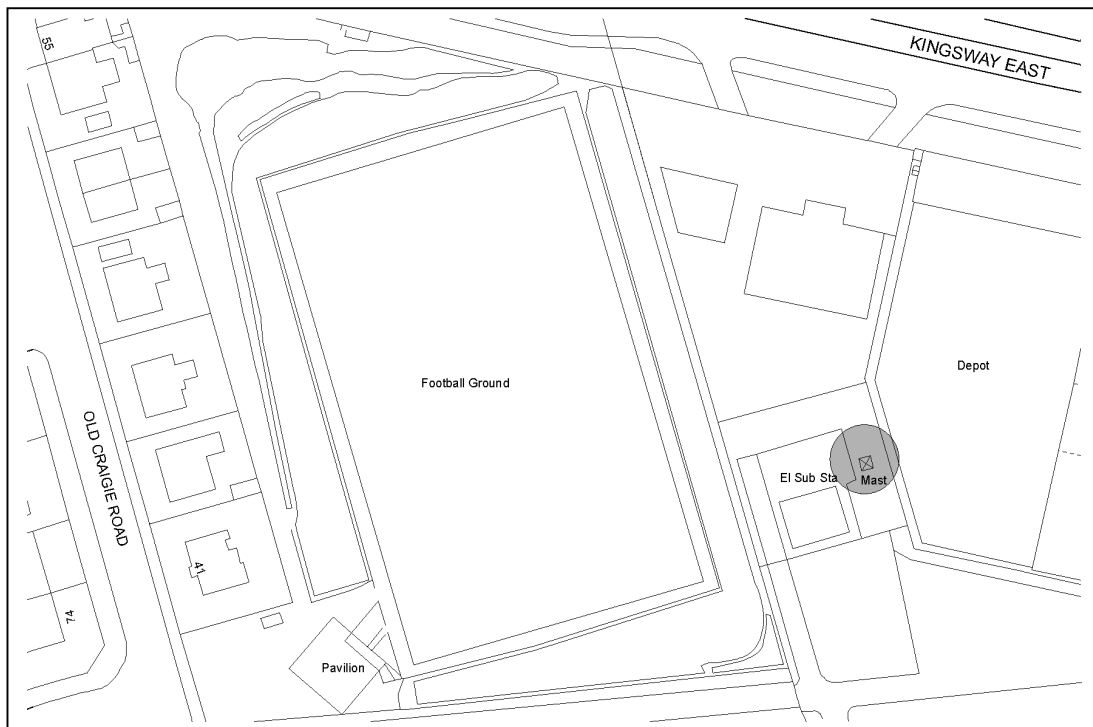 55
KINGSWAY EAST
Football Ground
Depot
OLD CRAIGIE ROAD
El Sub Sta
Mast
41
74
Pavilion